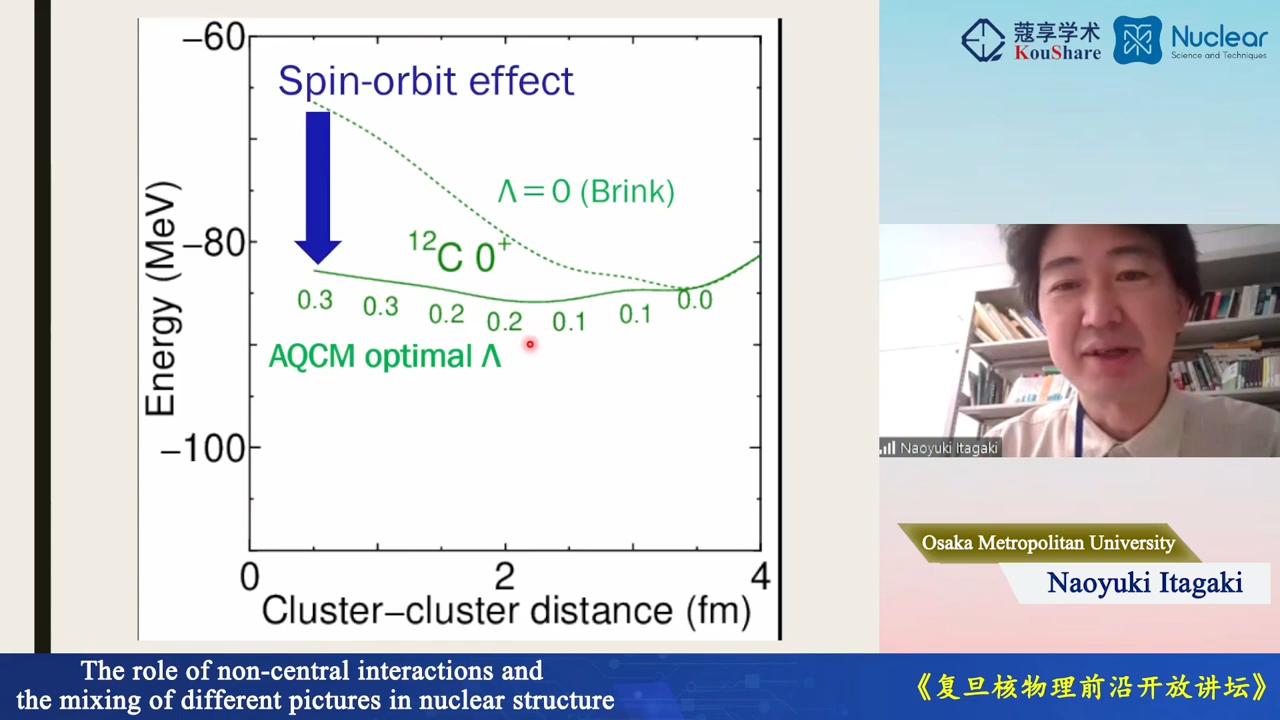 −60
Spin-orbit effect
Λ=0 (Brink)
Energy (MeV)
−80
12C 0+
0.3 0.3 0.2 0.2 0.1 0.1 0.0
AQCM optimal Λ
−100
0 2 4
Cluster−cluster distance (fm)
蔻享学术
KouShare
Nuclear
Science and Techniques
Naoyuki Itagaki
Osaka Metropolitan University
Naoyuki Itagaki
The role of non-central interactions and
the mixing of different pictures in nuclear structure
《复旦核物理前沿开放讲坛》